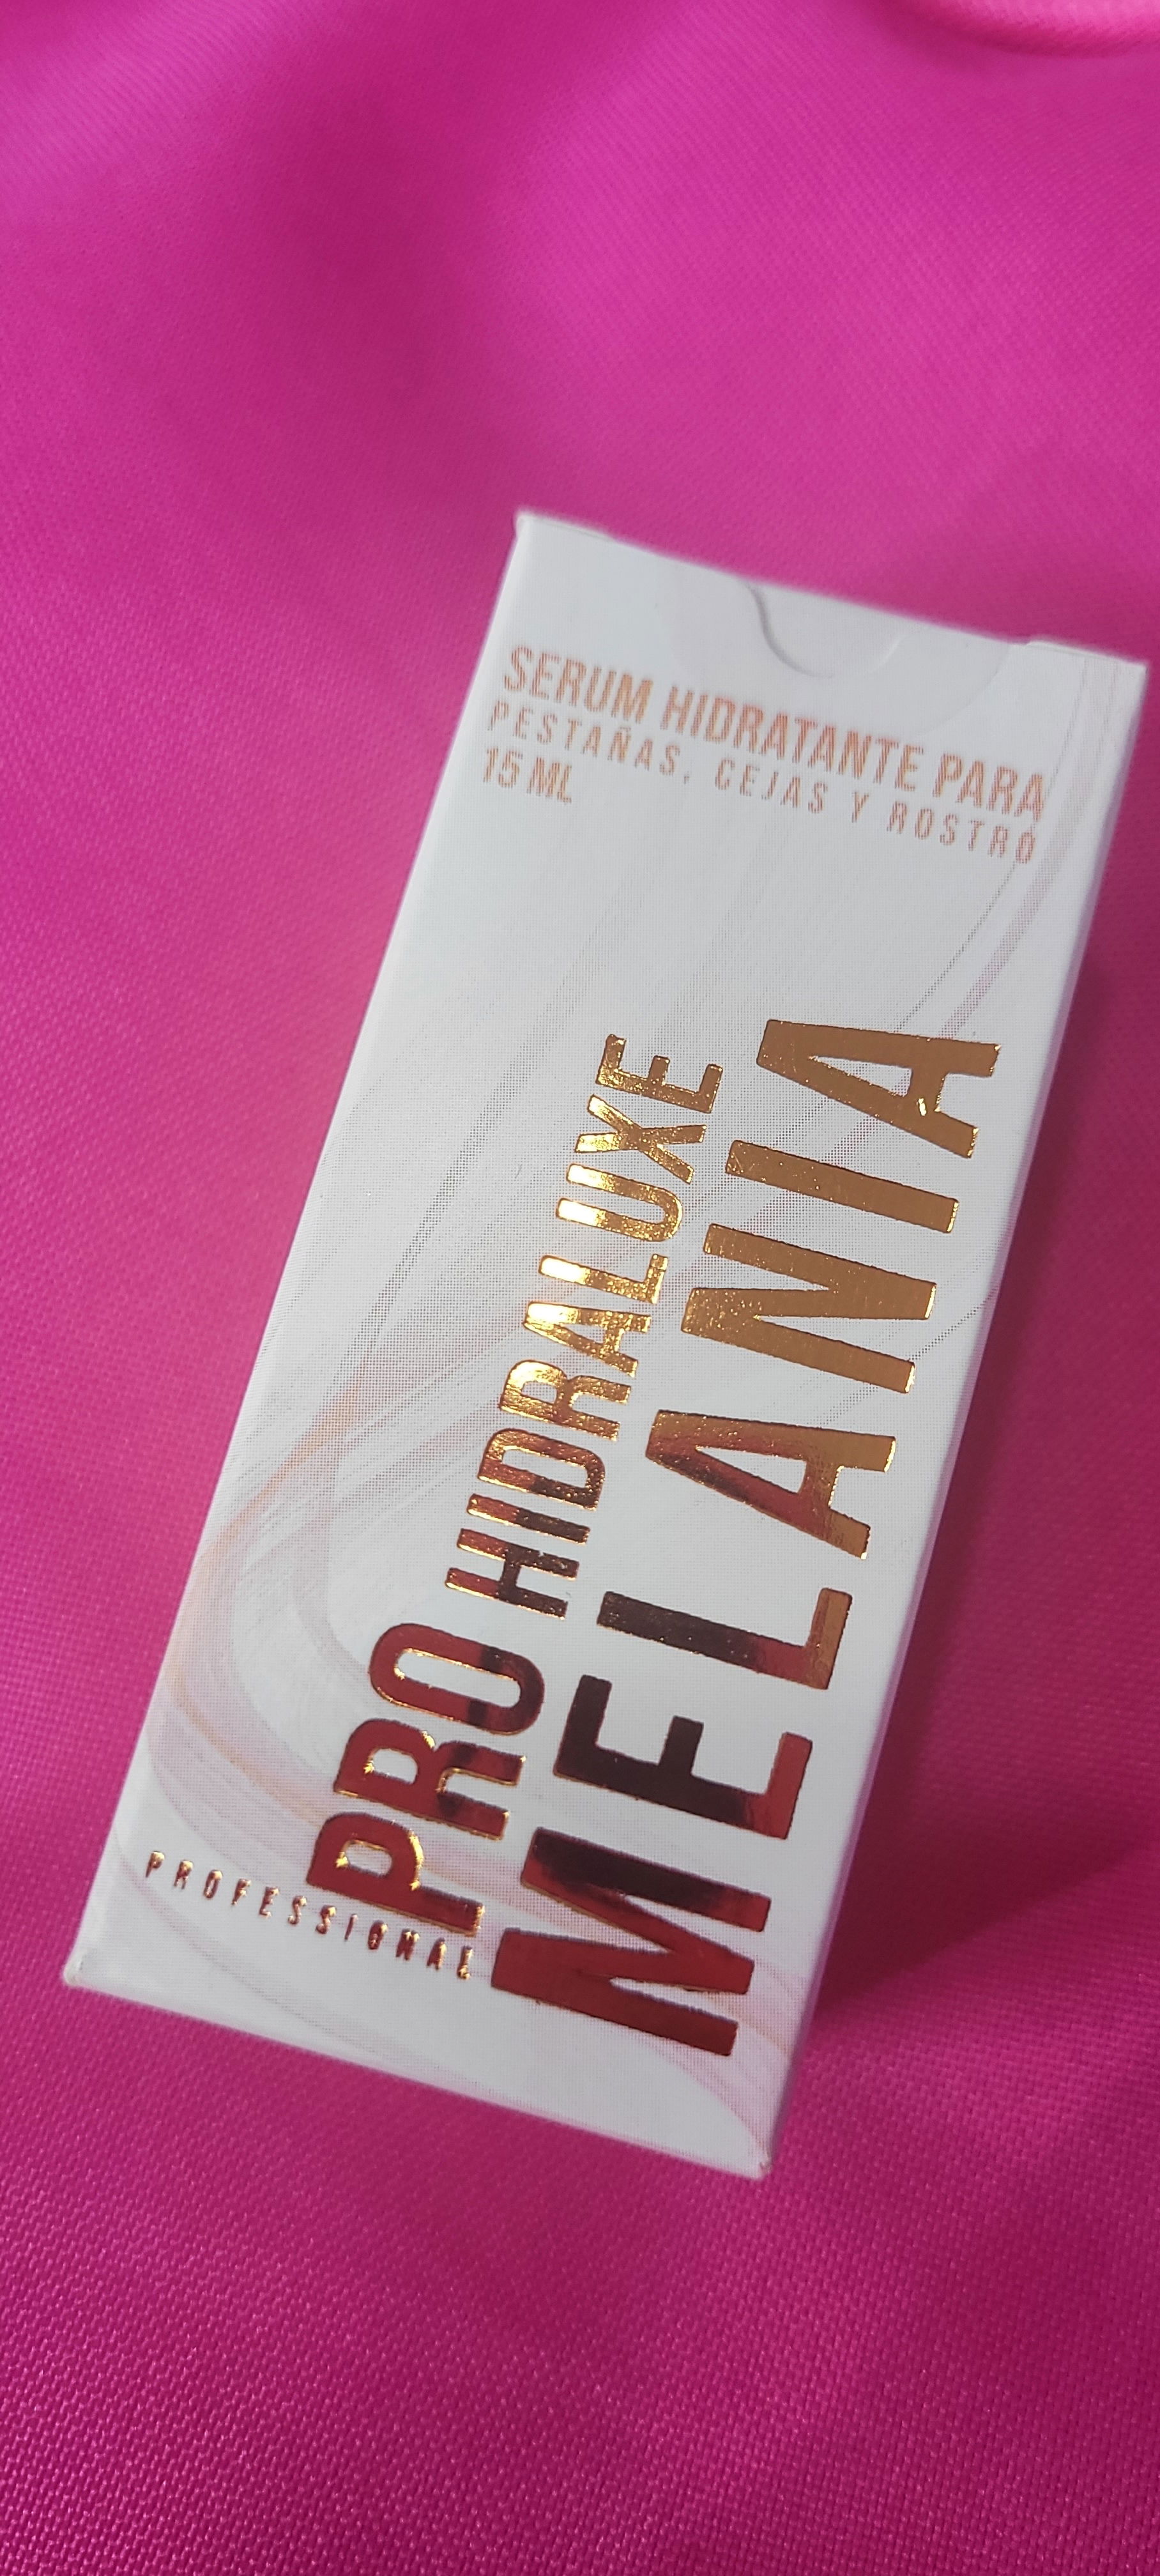 SERUM HIDRATANTE PARA
PESTAÑAS, CEJAS Y ROSTRO
15 ML
PRO HIDRALUXE
MELANIA
PROFESSIONAL